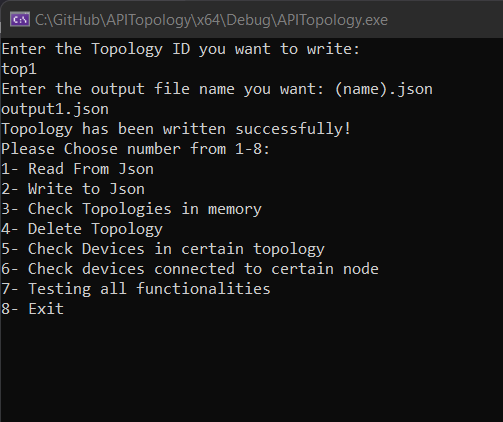 C:\GitHub\APITopology\x64\Debug\APITopology.exe
Enter the Topology ID you want to write:
top1
Enter the output file name you want: (name).json
output1.json
Topology has been written successfully!
Please Choose number from 1-8:
1- Read From Json
2- Write to Json
3- Check Topologies in memory
4- Delete Topology
5- Check Devices in certain topology
6- Check devices connected to certain node
7- Testing all functionalities
8- Exit